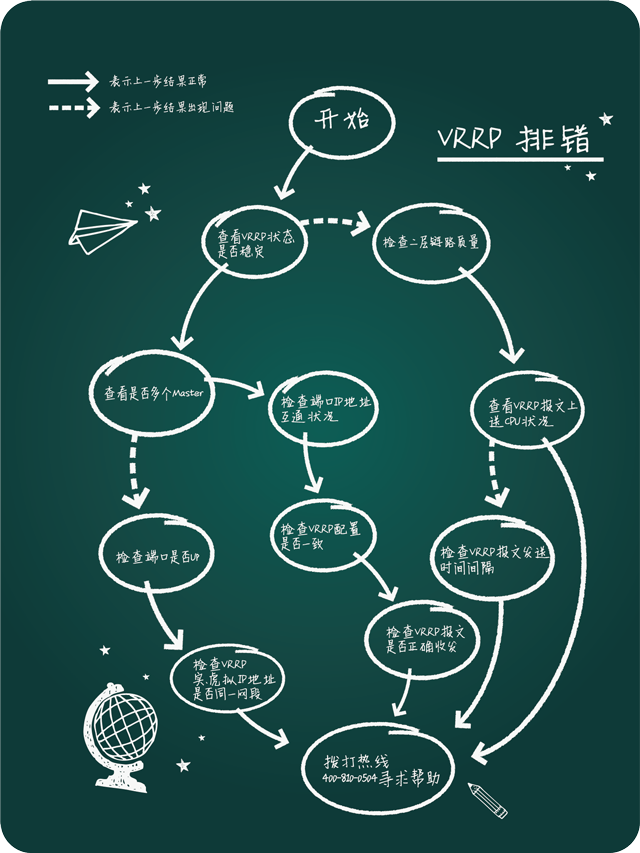 表示上一步结果正常
表示上一步结果出现问题
开始
VRRP 排错
查看VRRP状态
是否稳定
检查二层链路质量
查看是否多个Master
检查端口IP地址
互通状况
查看VRRP报文上
送CPU状况
检查端口是否UP
检查VRRP配置
是否一致
检查VRRP报文发送
时间间隔
检查VRRP
实,虚拟IP地址
是否同一网段
检查VRRP报文
是否正确收发
拨打热线
400-810-0504寻求帮助